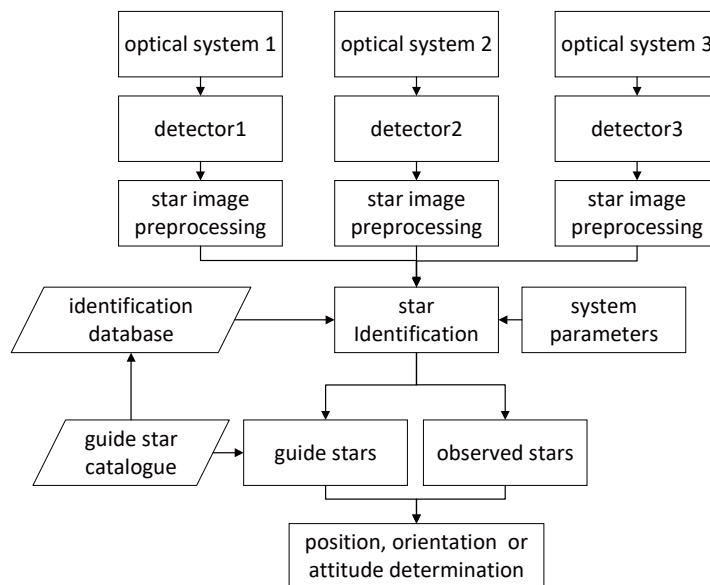 optical system 1
optical system 2
optical system 3
detector1
detector2
detector3
star image
preprocessing
star image
preprocessing
star image
preprocessing
identification
database
star
Identification
system
parameters
guide star
catalogue
guide stars
observed stars
position, orientation or
attitude determination